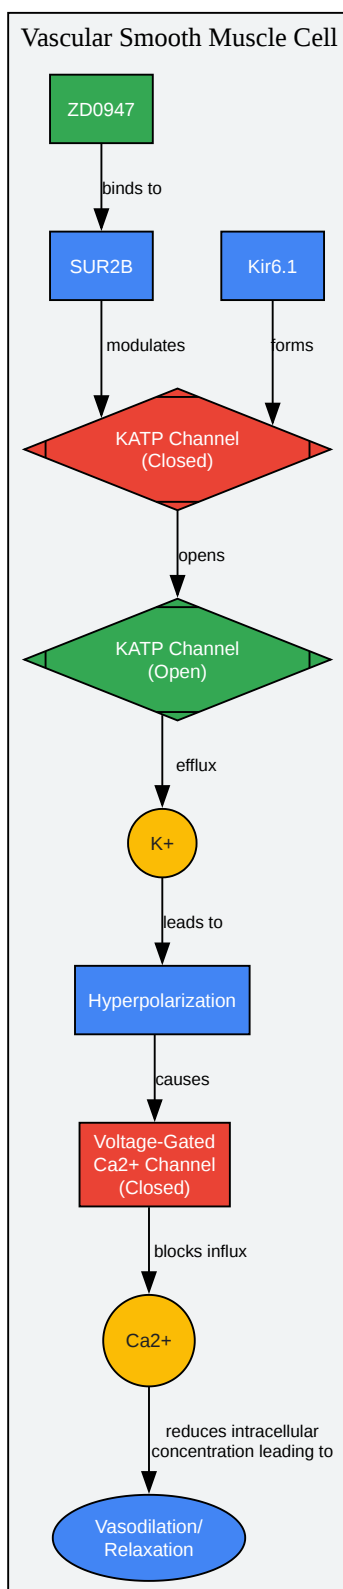 Vascular Smooth Muscle Cell
ZD0947
binds to
SUR2B
Kir6.1
modulates
forms
KATP Channel
(Closed)
opens
KATP Channel
(Open)
efflux
K+
leads to
Hyperpolarization
causes
Voltage-Gated
Ca2+ Channel
(Closed)
blocks influx
Ca2+
reduces intracellular
concentration leading to
Vasodilation/
Relaxation